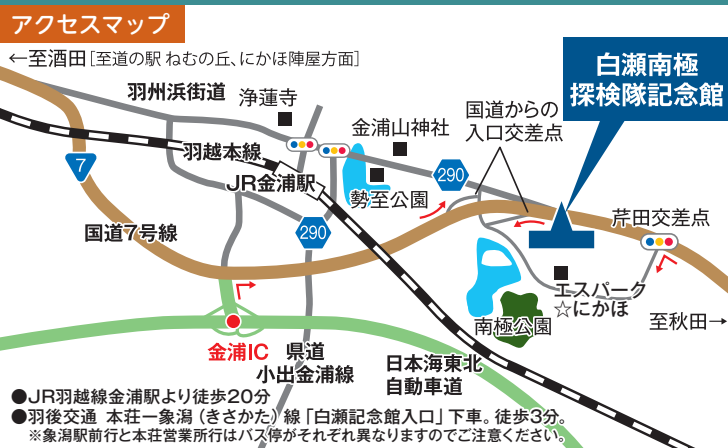 アクセスマップ
←至酒田[至道の駅 ねむの丘、にかほ陣屋方面]
白瀬南極
探検隊記念館
羽州浜街道
浄蓮寺
国道からの
入口交差点
金浦山神社
羽越本線
7
JR金浦駅
290
勢至公園
芹田交差点
国道7号線
290
エスパーク
☆にかほ
南極公園
至秋田→
金浦IC
県道
小出金浦線
日本海東北
自動車道
●JR羽越線金浦駅より徒歩20分
●羽後交通 本荘ー象潟(きさかた)線「白瀬記念館入口」下車。徒歩3分。
※象潟駅前行と本荘営業所行はバス停がそれぞれ異なりますのでご注意ください。